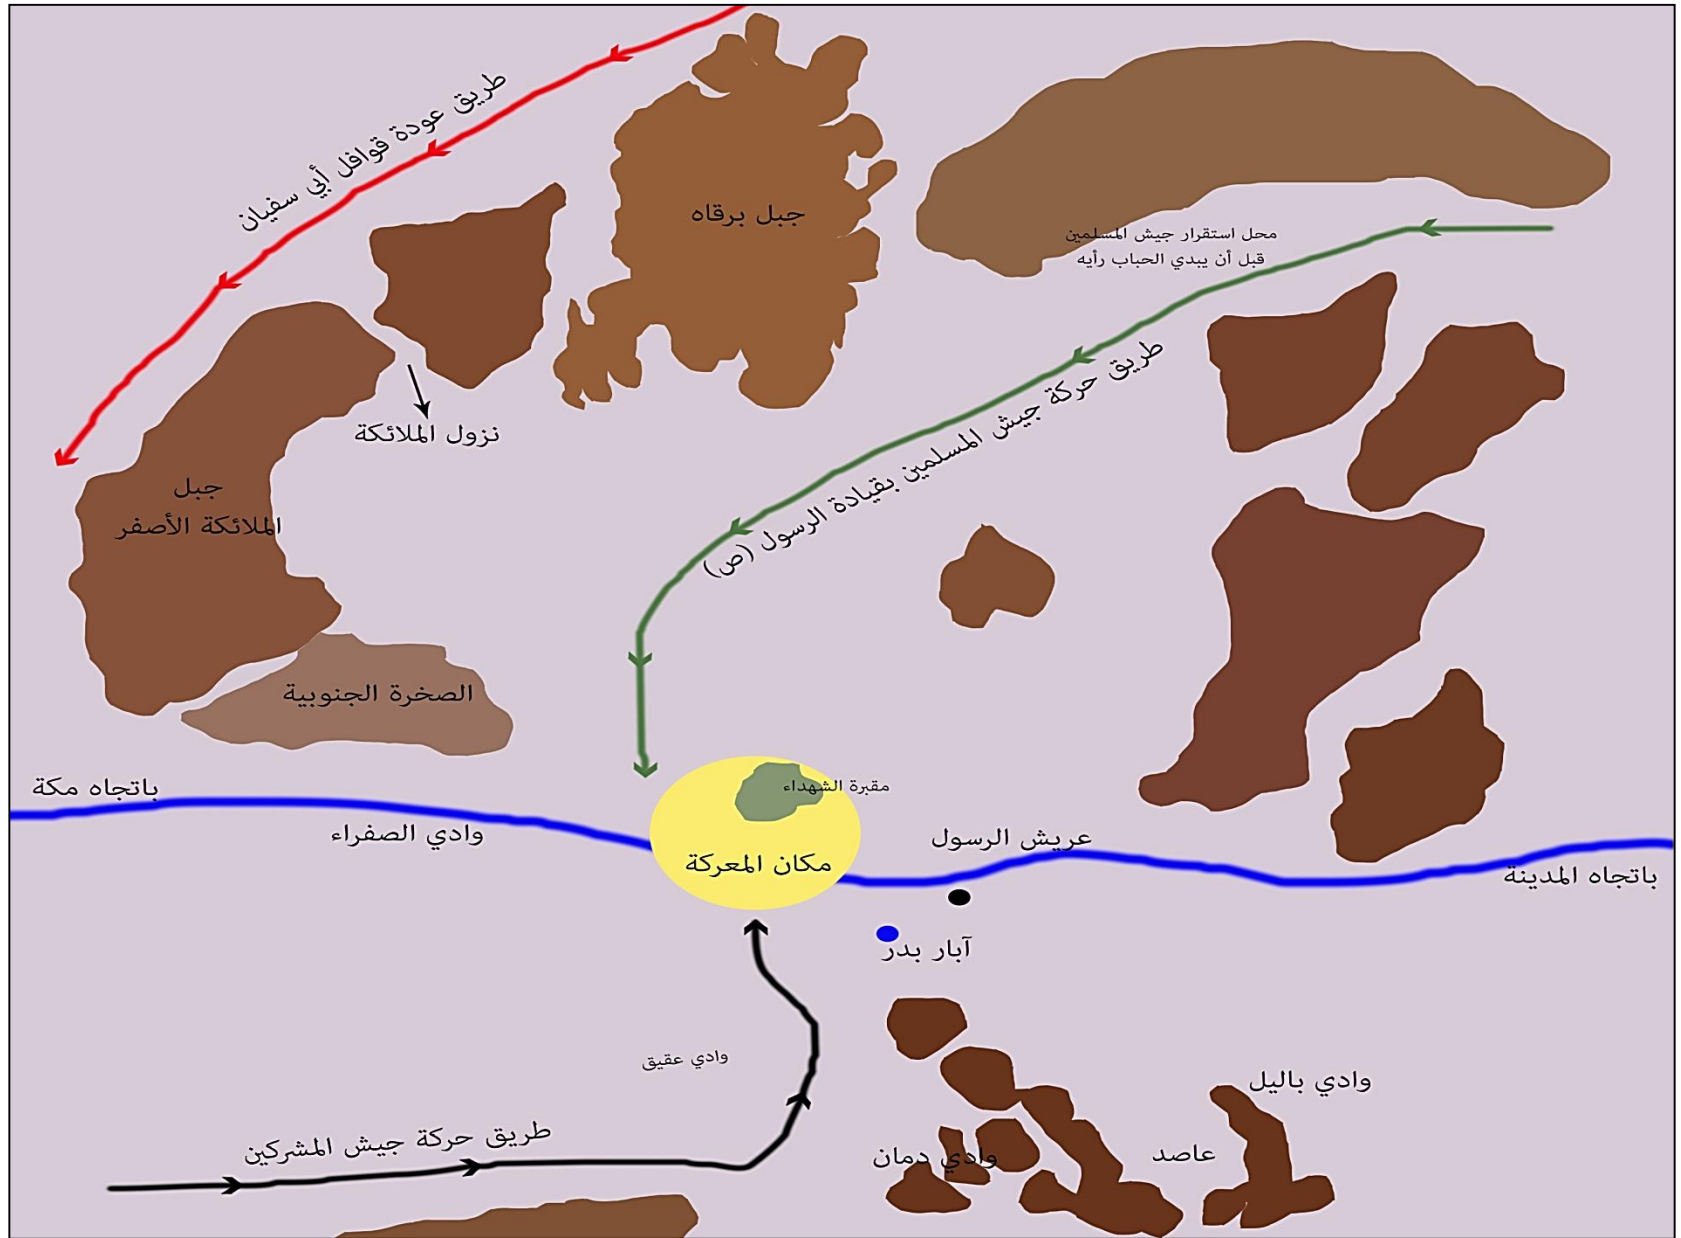 طريق عودة قوافل أبي سفيان
جبل برقاه
محل استقرار جيش المسلمين
قبل أن يبدي الحباب رأيه
طريق حركة جيش المسلمين بقيادة الرسول (ص)
نزول الملائكة
جبل
الملائكة الأصفر
الصخرة الجنوبية
باتجاه مكة
مقبرة الشهداء
وادي الصفراء
عريش الرسول
مكان المعركة
باتجاه المدينة
آبار بدر
وادي عقيق
وادي باليل
طريق حركة جيش المشركين
عاصد
وادي دمان